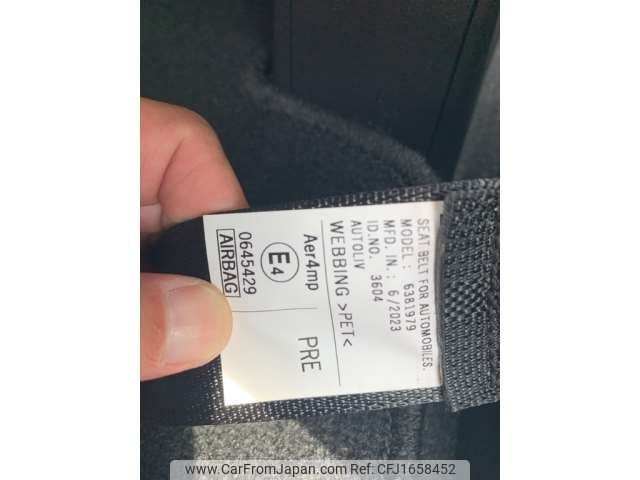 SEAT BELT FOR AUTOMOBILES.
MODEL : 6381979
MFD. IN. : 6/2023
ID.NO. 3604
AUTOLIV
WEBBING >PET<
Aer4mp
PRE
E4
0645429
AIRBAG
www.CarFromJapan.com CFJ1658452